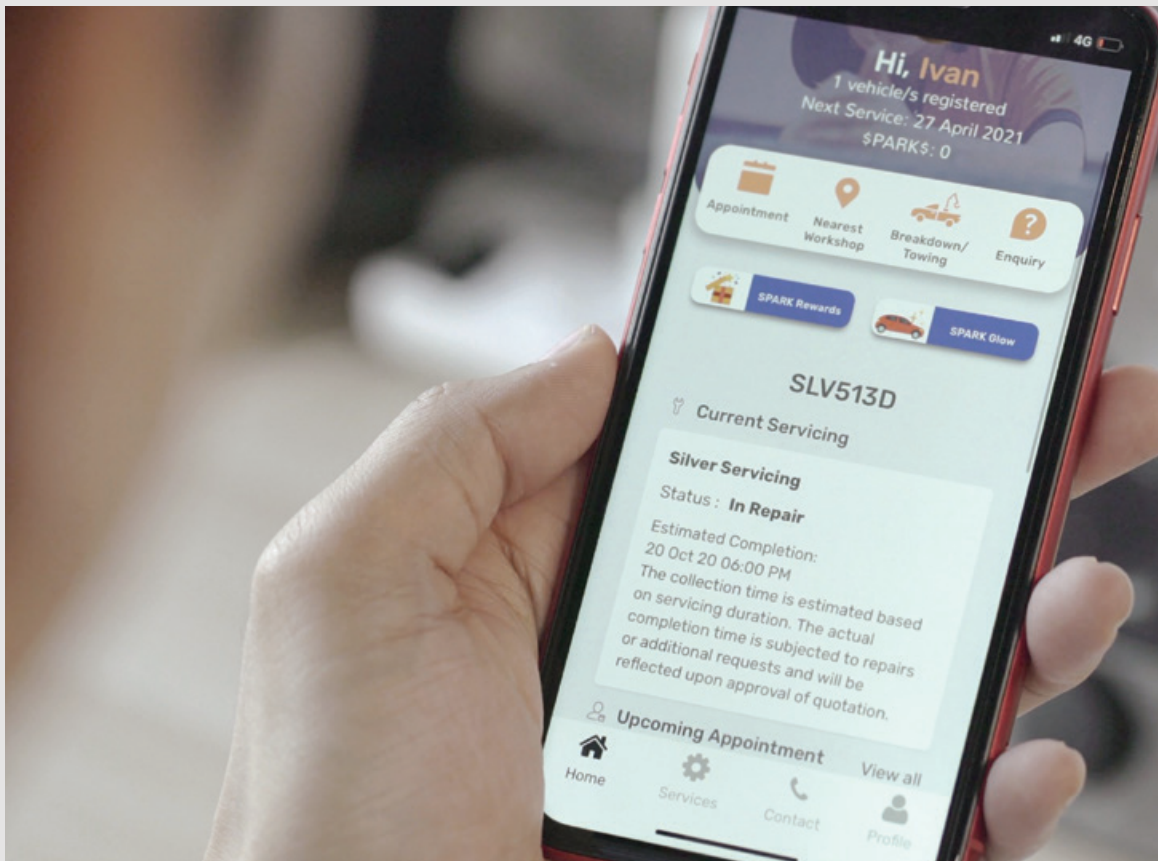 4G
Hi, Ivan
1 vehicle/s registered
Next Service: 27 April 2021
$PARK$: 0
Appointment
Nearest
Workshop
Breakdown/
Towing
Enquiry
SPARK Rewards
SPARK Glow
SLV513D
Current Servicing
Silver Servicing
Status : In Repair
Estimated Completion:
20 Oct 20 06:00 PM
The collection time is estimated based
on servicing duration. The actual
completion time is subjected to repairs
or additional requests and will be
reflected upon approval of quotation.
Upcoming Appointment
View all
Home
Services
Contact
Profile